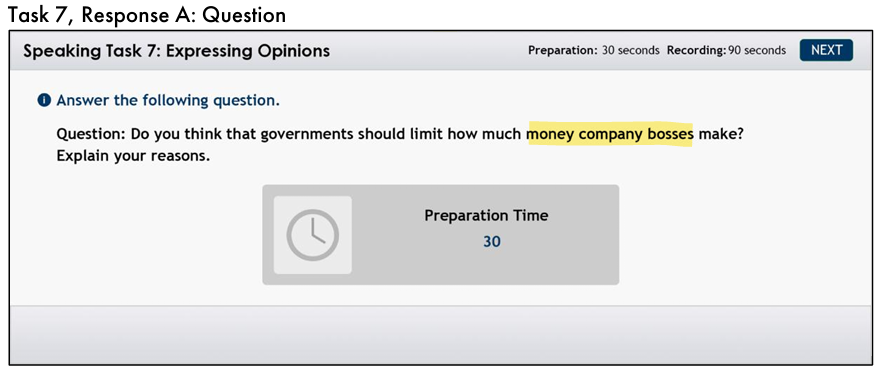 Task 7, Response A: Question
Speaking Task 7: Expressing Opinions Preparation: 30 seconds Recording: 90 seconds NEXT
i Answer the following question.
Question: Do you think that governments should limit how much money company bosses make?
Explain your reasons.
Preparation Time
30